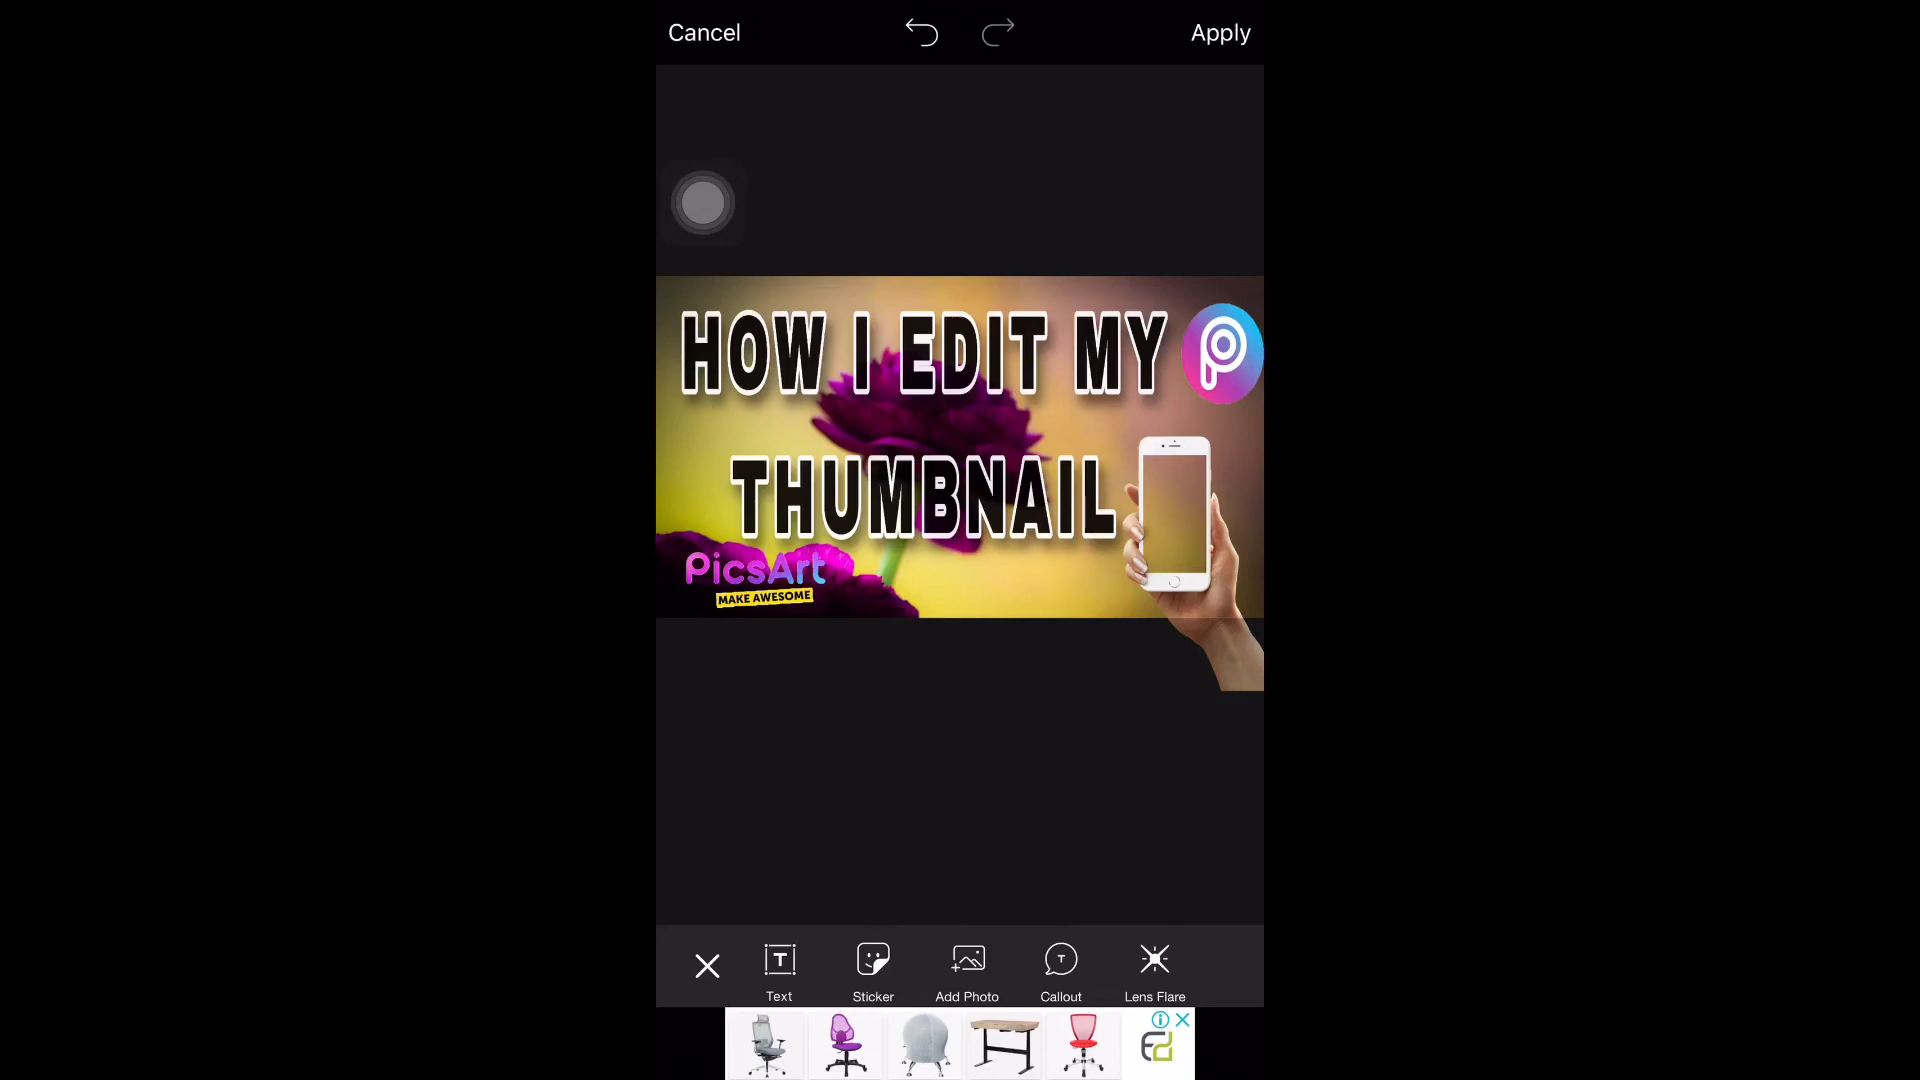 Cancel
Apply
HOW I EDIT MY
THUMBNAIL
PicsArt
MAKE AWESOME
Text
Sticker
Add Photo
Callout
Lens Flare